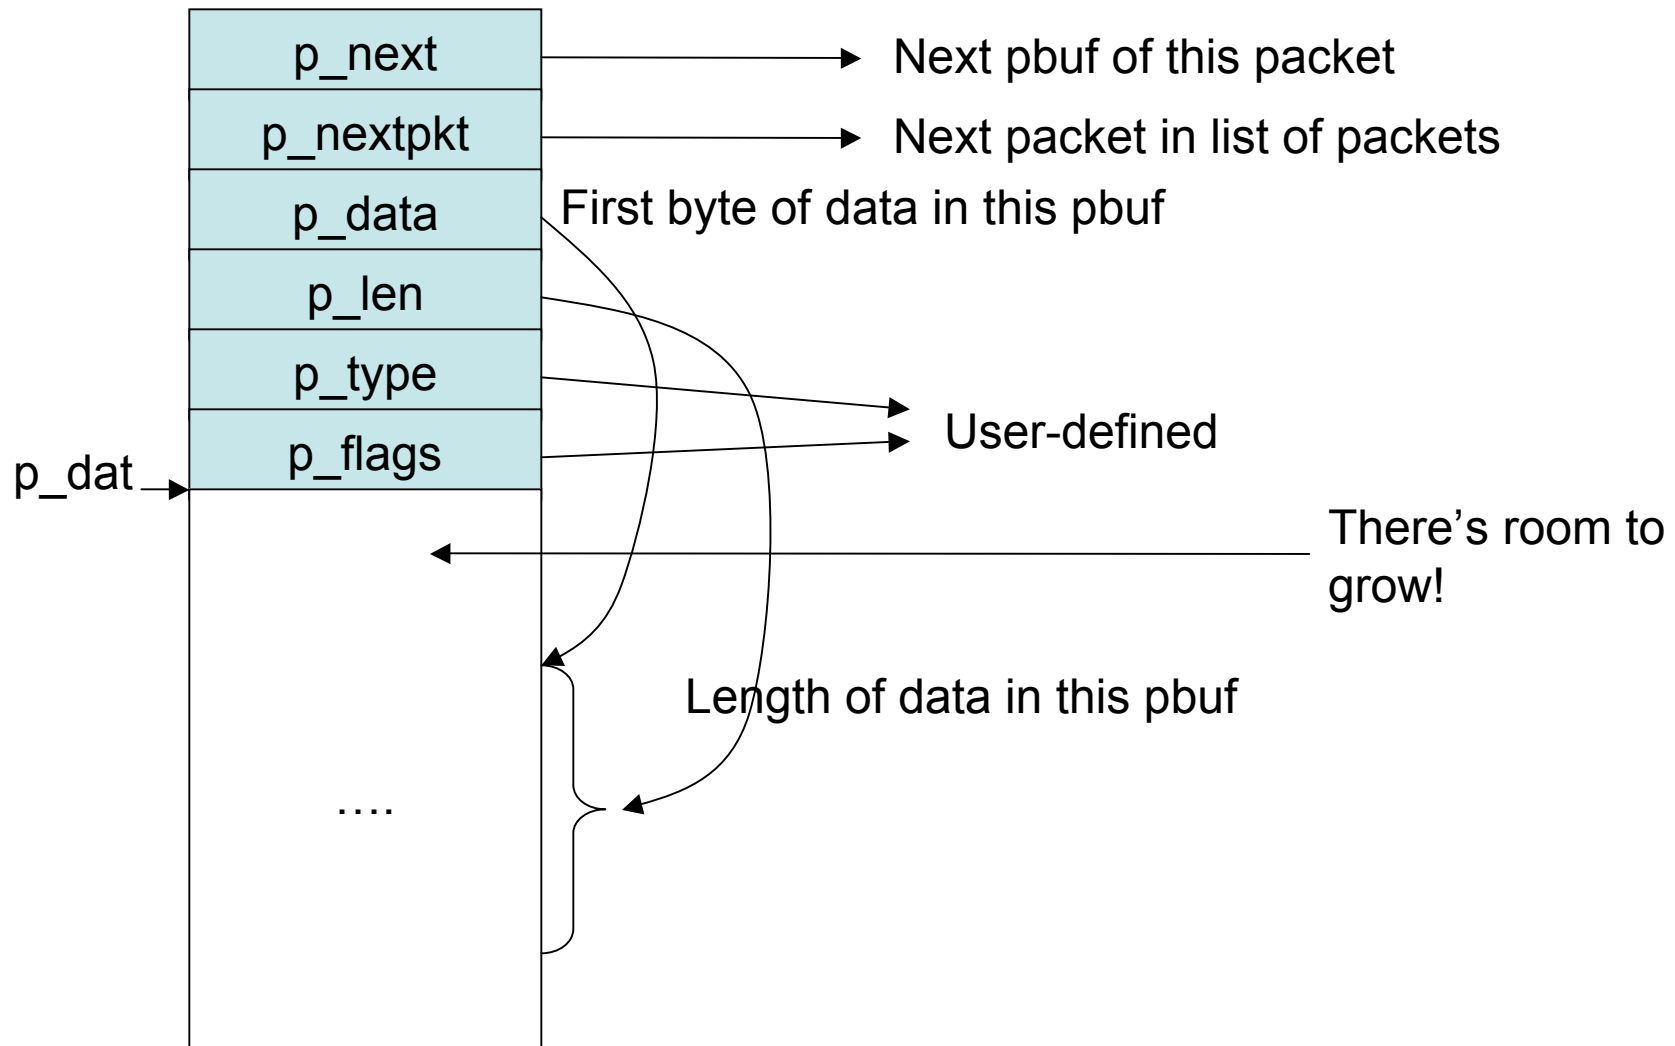 p_next
Next pbuf of this packet
p_nextpkt
Next packet in list of packets
p_data
First byte of data in this pbuf
p_len
p_type
User-defined
p_flags
p_dat
There’s room to
grow!
Length of data in this pbuf
....